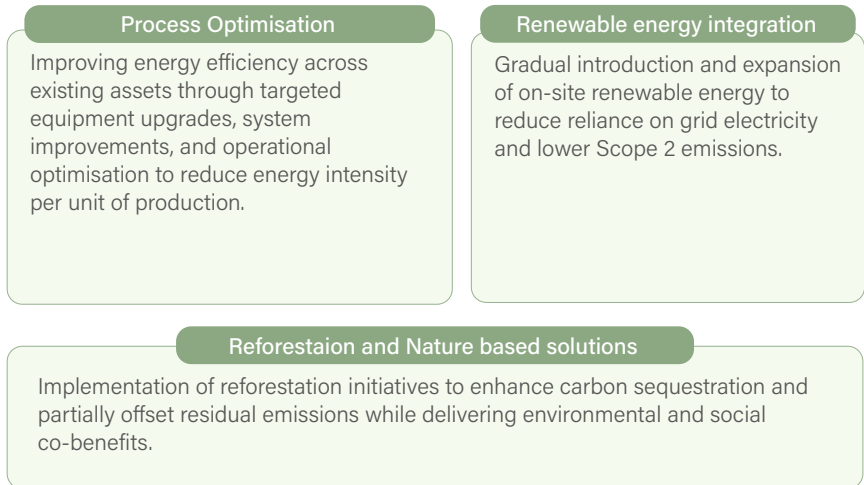 Process Optimisation
Improving energy efficiency across
existing assets through targeted
equipment upgrades, system
improvements, and operational
optimisation to reduce energy intensity
per unit of production.
Renewable energy integration
Gradual introduction and expansion
of on-site renewable energy to
reduce reliance on grid electricity
and lower Scope 2 emissions.
Reforestaion and Nature based solutions
Implementation of reforestation initiatives to enhance carbon sequestration and
partially offset residual emissions while delivering environmental and social
co-benefits.